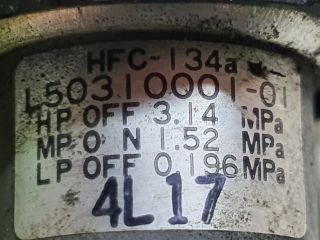 HFC-134a
L50310001-01
HP OFF 3.14 MPa
MP ON 1.52 MPa
LP OFF 0.196 MPa
4L17